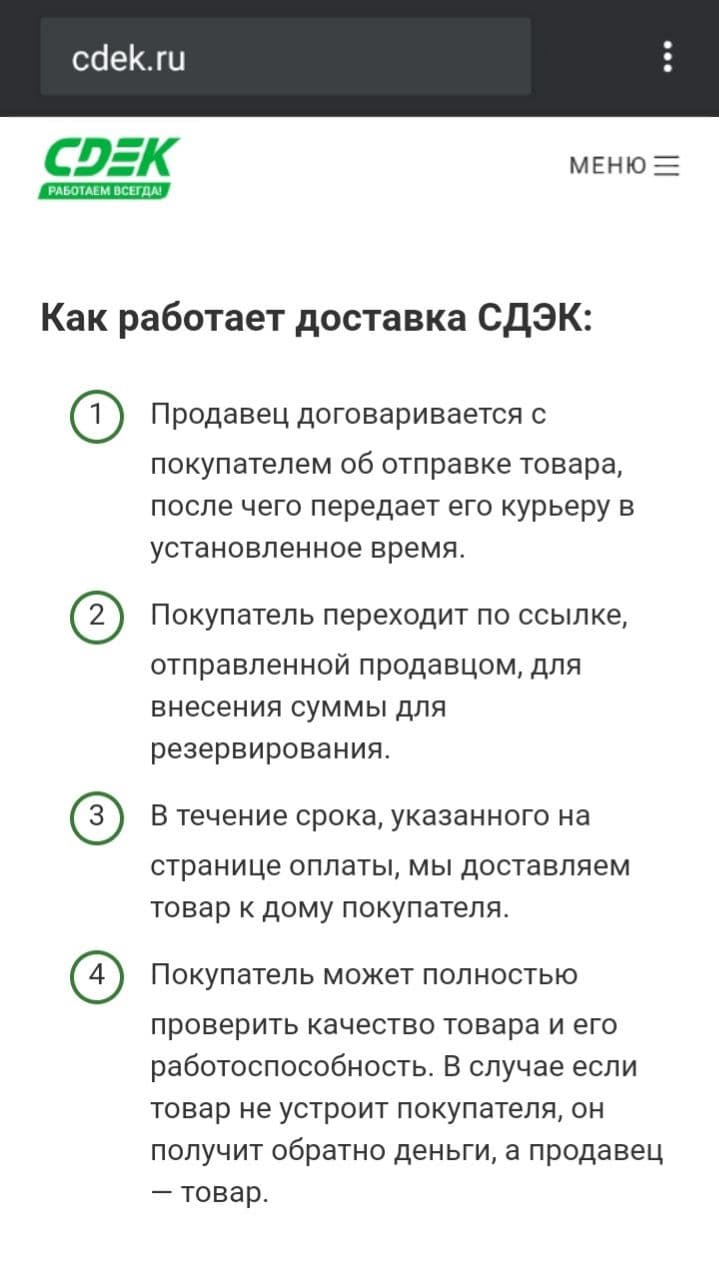 cdek.ru
CDEK
РАБОТАЕМ ВСЕГДА!
МЕНЮ
Как работает доставка СДЭК:
1 Продавец договаривается с
покупателем об отправке товара,
после чего передает его курьеру в
установленное время.
2 Покупатель переходит по ссылке,
отправленной продавцом, для
внесения суммы для
резервирования.
3 В течение срока, указанного на
странице оплаты, мы доставляем
товар к дому покупателя.
4 Покупатель может полностью
проверить качество товара и его
работоспособность. В случае если
товар не устроит покупателя, он
получит обратно деньги, а продавец
— товар.